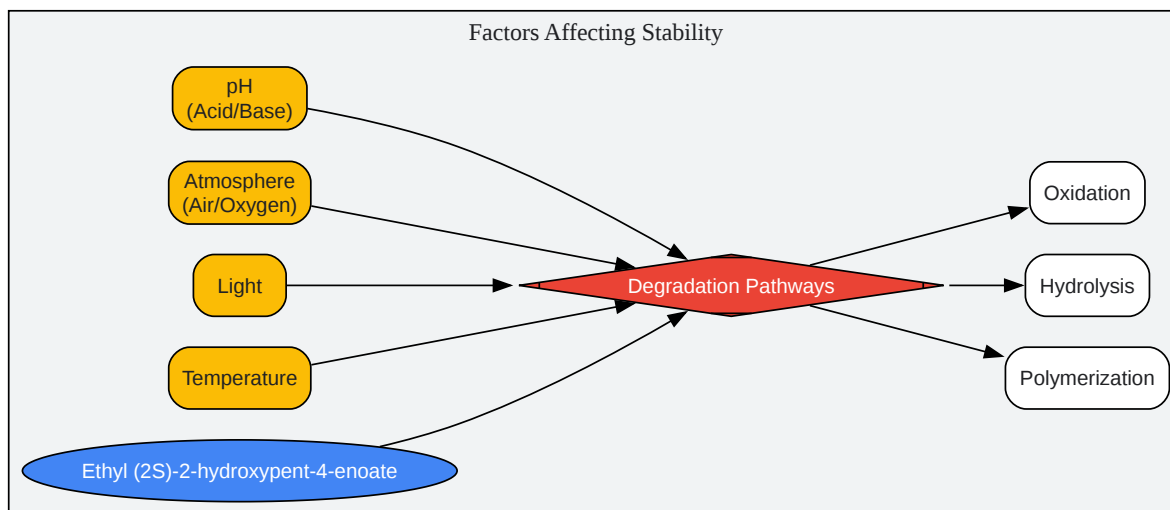 Factors Affecting Stability
pH
(Acid/Base)
Atmosphere
(Air/Oxygen)
Light
Temperature
Ethyl (2S)-2-hydroxypent-4-enoate
Degradation Pathways
Oxidation
Hydrolysis
Polymerization